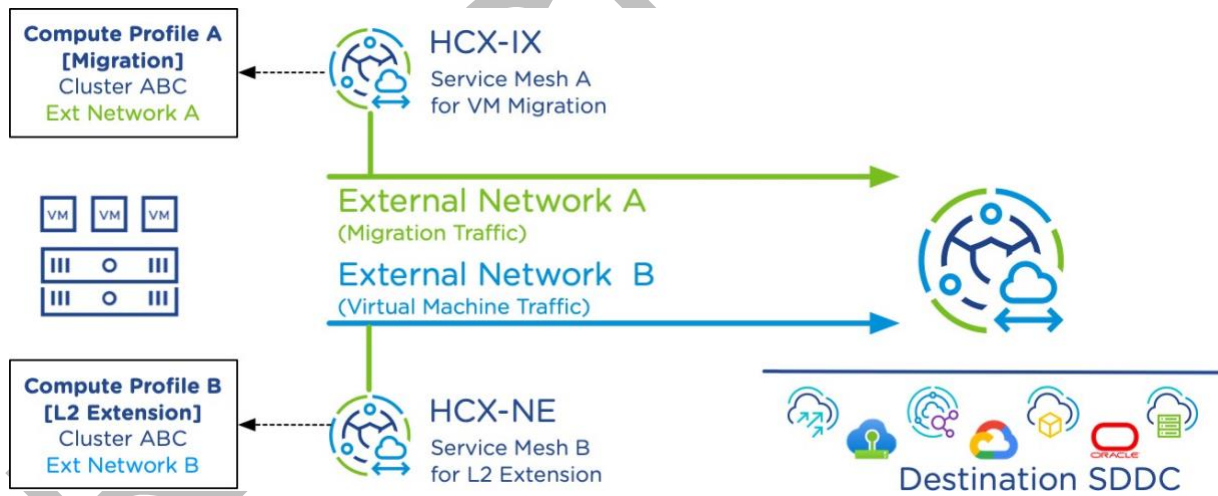 Compute Profile A
[Migration]
Cluster ABC
Ext Network A
HCX-IX
Service Mesh A
for VM Migration
External Network A
(Migration Traffic)
VM VM VM
External Network B
(Virtual Machine Traffic)
Compute Profile B
[L2 Extension]
Cluster ABC
Ext Network B
HCX-NE
Service Mesh B
for L2 Extension
ORACLE
Destination SDDC